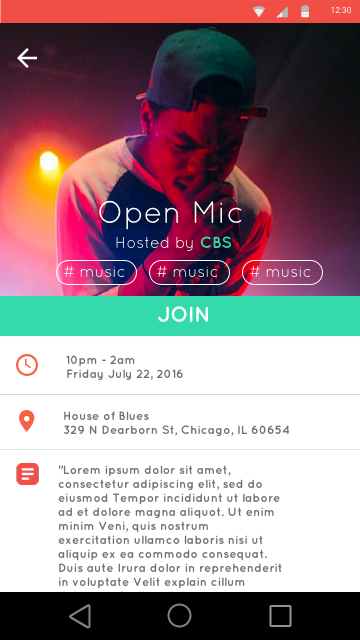 12:30
Open Mic
Hosted by CBS
# music # music # music
JOIN
10pm - 2am
Friday July 22, 2016
House of Blues
329 N Dearborn St, Chicago, IL 60654
"Lorem ipsum dolor sit amet,
consectetur adipiscing elit, sed do
eiusmod Tempor incididunt ut labore
ad et dolore magna aliquot. Ut enim
minim Veni, quis nostrum
exercitation ullamco laboris nisi ut
aliquip ex ea commodo consequat.
Duis aute Irura dolor in reprehenderit
in voluptate Velit explain cillum